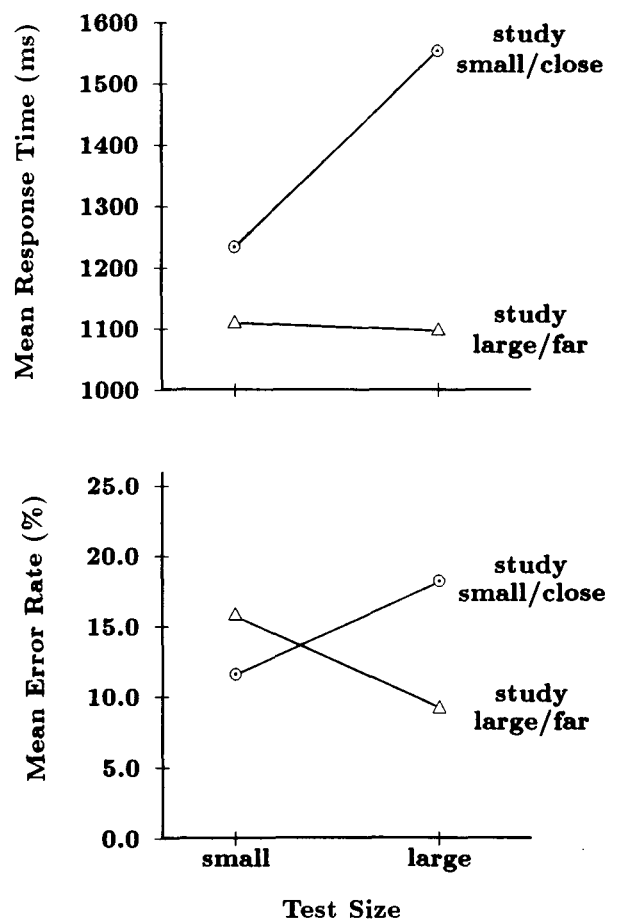 Mean Response Time (ms)
1600
1500
1400
1300
1200
1100
1000
study
small/close
study
large/far
Mean Error Rate (%)
25.0
20.0
15.0
10.0
5.0
0.0
study
small/close
study
large/far
small
large
Test Size